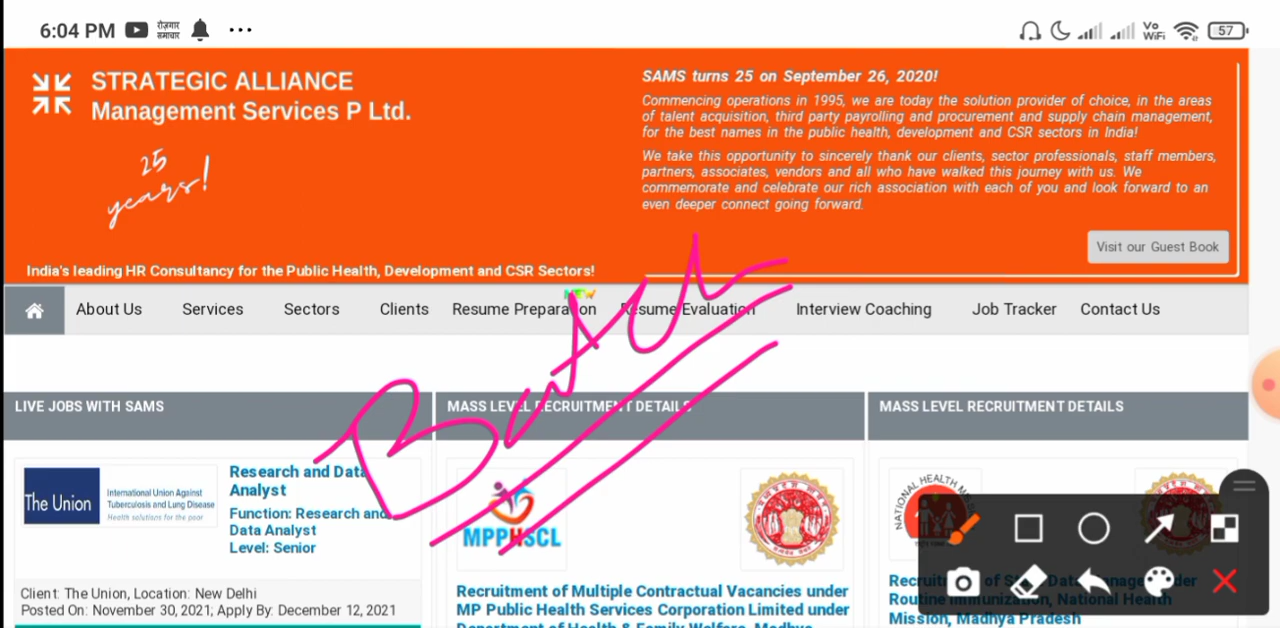 6:04 PM रोज़गार समाचार Vo WiFi 57
STRATEGIC ALLIANCE
Management Services P Ltd.
25
years!
India's leading HR Consultancy for the Public Health, Development and CSR Sectors!
SAMS turns 25 on September 26, 2020!
Commencing operations in 1995, we are today the solution provider of choice, in the areas
of talent acquisition, third party payrolling and procurement and supply chain management,
for the best names in the public health, development and CSR sectors in India!
We take this opportunity to sincerely thank our clients, sector professionals, staff members,
partners, associates, vendors and all who have walked this journey with us. We
commemorate and celebrate our rich association with each of you and look forward to an
even deeper connect going forward.
Visit our Guest Book
NEW
About Us Services Sectors Clients Resume Preparation Resume Evaluation Interview Coaching Job Tracker Contact Us
LIVE JOBS WITH SAMS
The Union
International Union Against
Tuberculosis and Lung Disease
Health solutions for the poor
Research and Data
Analyst
Function: Research and
Data Analyst
Level: Senior
Client: The Union, Location: New Delhi
Posted On: November 30, 2021; Apply By: December 12, 2021
MASS LEVEL RECRUITMENT DETAILS
MPPHSCL
Recruitment of Multiple Contractual Vacancies under
MP Public Health Services Corporation Limited under
Department of Health & Family Welfare, Madhya
MASS LEVEL RECRUITMENT DETAILS
NATIONAL HEALTH
Routine Immunization, National Health
Mission, Madhya Pradesh